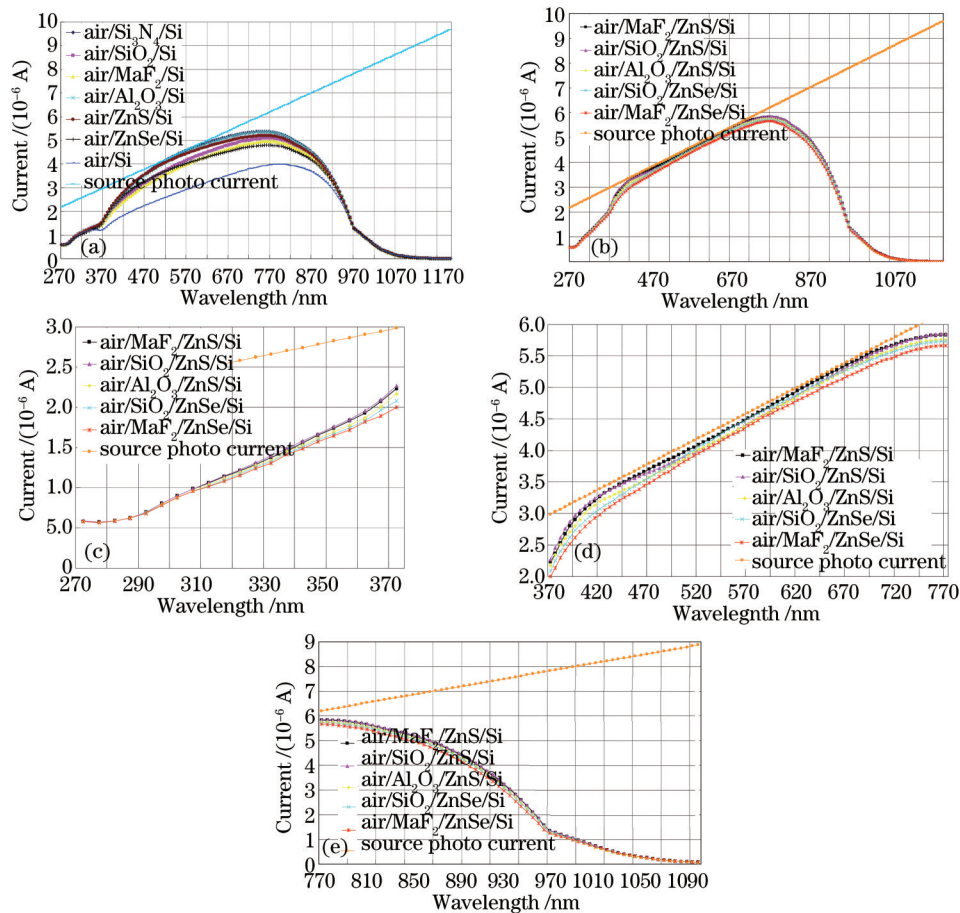 10
9
8
7
6
5
4
3
2
1
0
Current /(10⁻⁶ A)
air/Si₃N₄/Si
air/SiO₂/Si
air/MaF₂/Si
air/Al₂O₃/Si
air/ZnS/Si
air/ZnSe/Si
air/Si
source photo current
(a)
270 370 470 570 670 770 870 970 1070 1170
Wavelength /nm
10
9
8
7
6
5
4
3
2
1
0
Current /(10⁻⁶ A)
air/MaF₂/ZnS/Si
air/SiO₂/ZnS/Si
air/Al₂O₃/ZnS/Si
air/SiO₂/ZnSe/Si
air/MaF₂/ZnSe/Si
source photo current
(b)
270 470 670 870 1070
Wavelength /nm
3.0
2.5
2.0
1.5
1.0
5.0
0
Current /(10⁻⁶ A)
air/MaF₂/ZnS/Si
air/SiO₂/ZnS/Si
air/Al₂O₃/ZnS/Si
air/SiO₂/ZnSe/Si
air/MaF₂/ZnSe/Si
source photo current
(c)
270 290 310 330 350 370
Wavelength /nm
6.0
5.5
5.0
4.5
4.0
3.5
3.0
2.5
2.0
Current /(10⁻⁶ A)
air/MaF₂/ZnS/Si
air/SiO₂/ZnS/Si
air/Al₂O₃/ZnS/Si
air/SiO₂/ZnSe/Si
air/MaF₂/ZnSe/Si
source photo current
(d)
370 420 470 520 570 620 670 720 770
Wavelegnth /nm
9
8
7
6
5
4
3
2
1
0
Current /(10⁻⁶ A)
air/MaF₂/ZnS/Si
air/SiO₂/ZnS/Si
air/Al₂O₃/ZnS/Si
air/SiO₂/ZnSe/Si
air/MaF₂/ZnSe/Si
source photo current
(e)
770 810 850 890 930 970 1010 1050 1090
Wavelength /nm